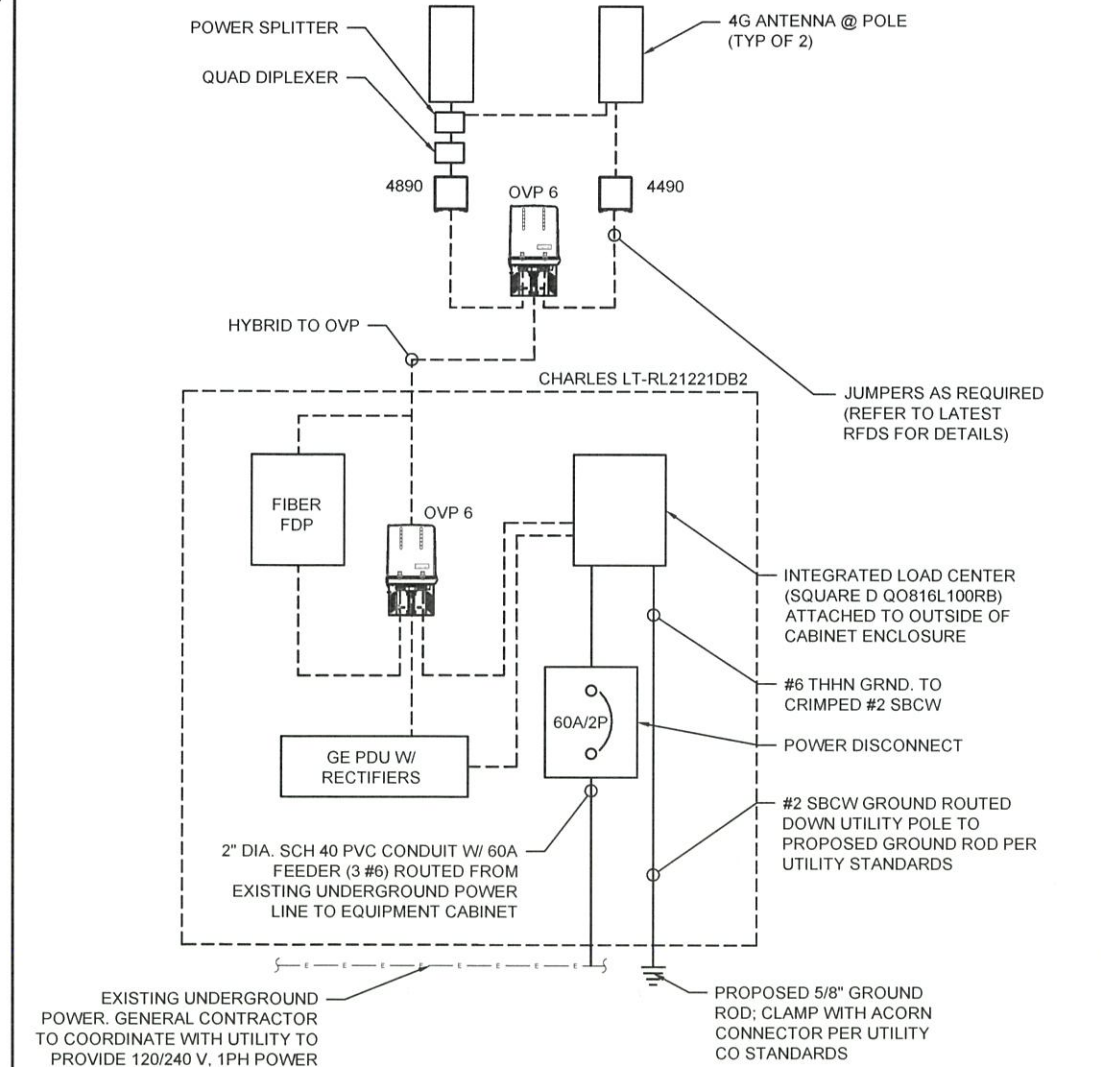 POWER SPLITTER
4G ANTENNA @ POLE
(TYP OF 2)
QUAD DIPLEXER
4890
OVP 6
4490
HYBRID TO OVP
CHARLES LT-RL21221DB2
JUMPERS AS REQUIRED
(REFER TO LATEST
RFDS FOR DETAILS)
FIBER
FDP
OVP 6
INTEGRATED LOAD CENTER
(SQUARE D QO816L100RB)
ATTACHED TO OUTSIDE OF
CABINET ENCLOSURE
#6 THHN GRND. TO
CRIMPED #2 SBCW
60A/2P
POWER DISCONNECT
GE PDU W/
RECTIFIERS
#2 SBCW GROUND ROUTED
DOWN UTILITY POLE TO
PROPOSED GROUND ROD PER
UTILITY STANDARDS
2" DIA. SCH 40 PVC CONDUIT W/ 60A
FEEDER (3 #6) ROUTED FROM
EXISTING UNDERGROUND POWER
LINE TO EQUIPMENT CABINET
E E E E E E E E
EXISTING UNDERGROUND
POWER. GENERAL CONTRACTOR
TO COORDINATE WITH UTILITY TO
PROVIDE 120/240 V, 1PH POWER
PROPOSED 5/8" GROUND
ROD; CLAMP WITH ACORN
CONNECTOR PER UTILITY
CO STANDARDS